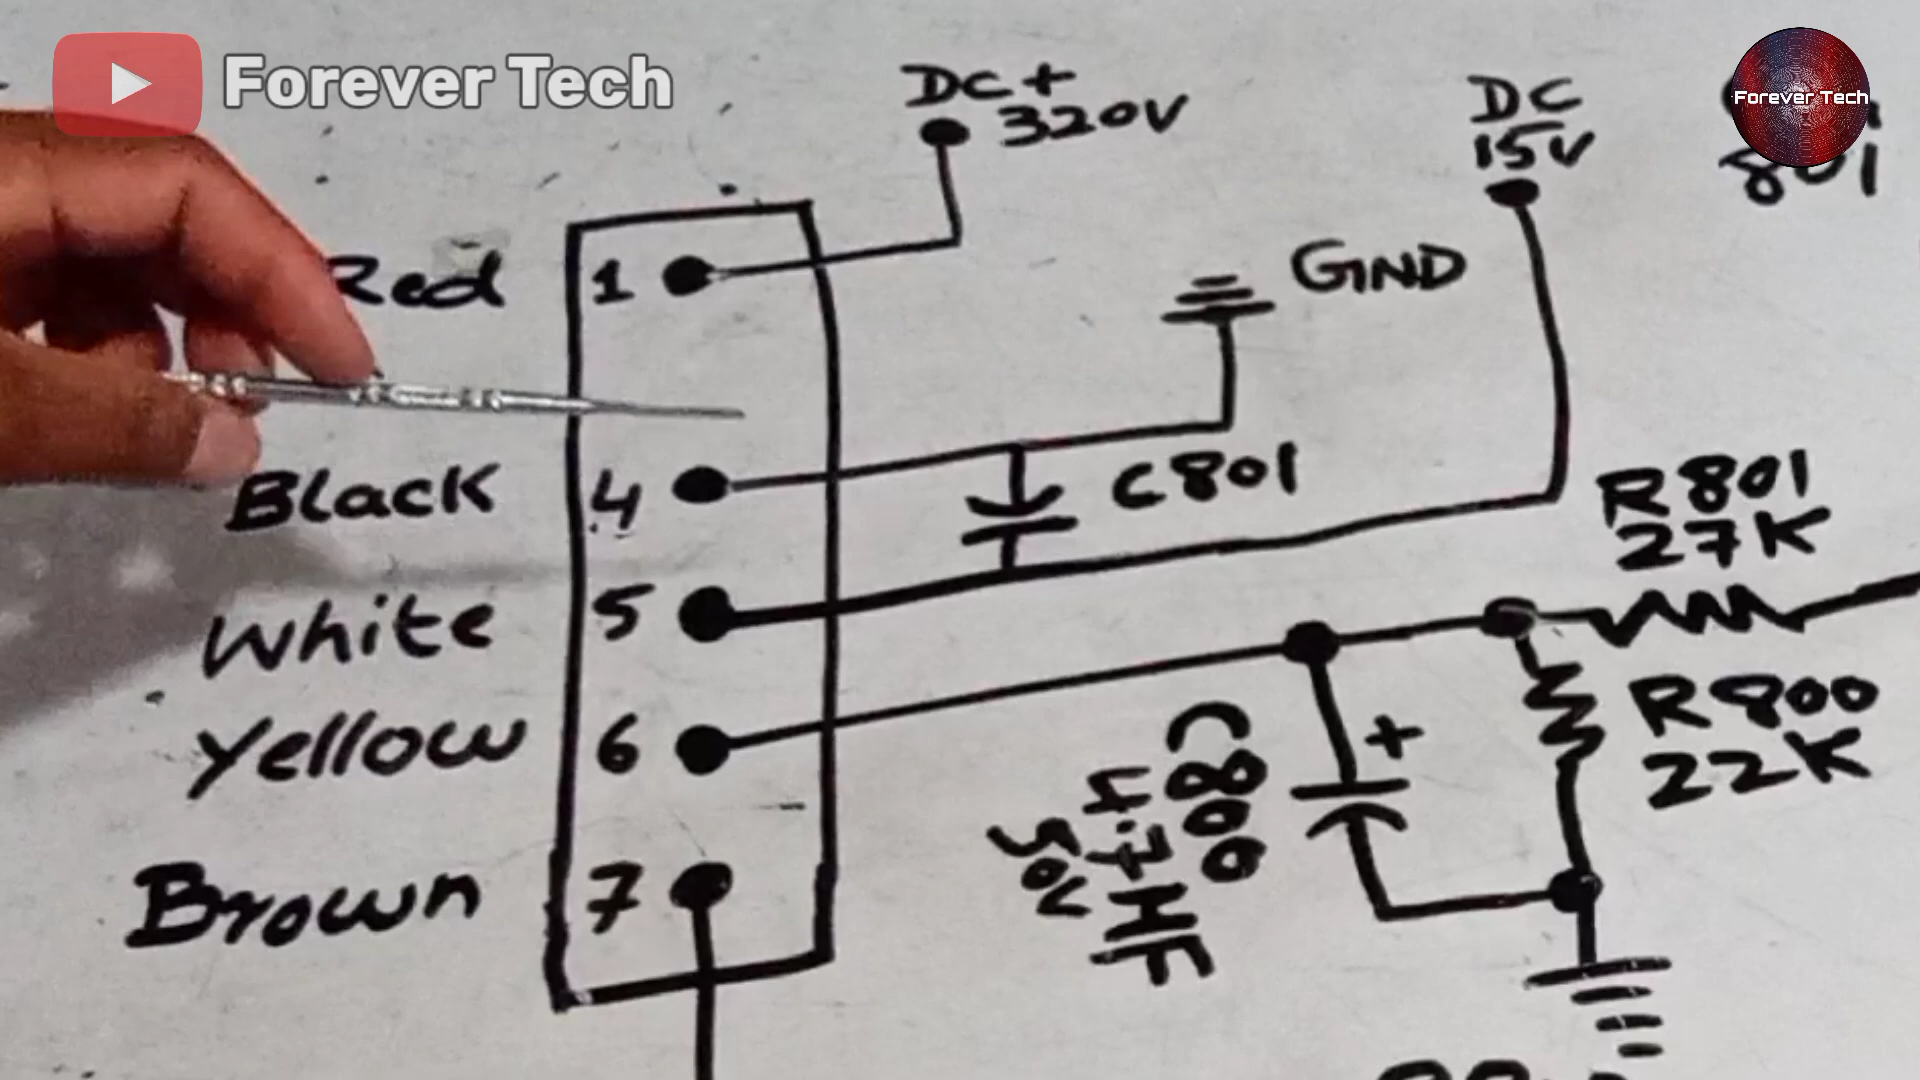 Forever Tech
DC+
320V
DC
15V
Forever Tech
801
GND
Red
1
Black
4
C801
R801
27K
White
5
Yellow
6
R800
22K
+
C800
4.7HF
50V
Brown
7